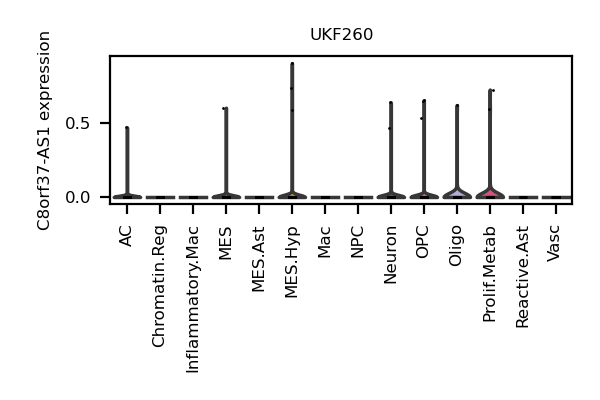 UKF260
C8orf37-AS1 expression
0.5
0.0
AC
Chromatin.Reg
Inflammatory.Mac
MES
MES.Ast
MES.Hyp
Mac
NPC
Neuron
OPC
Oligo
Prolif.Metab
Reactive.Ast
Vasc